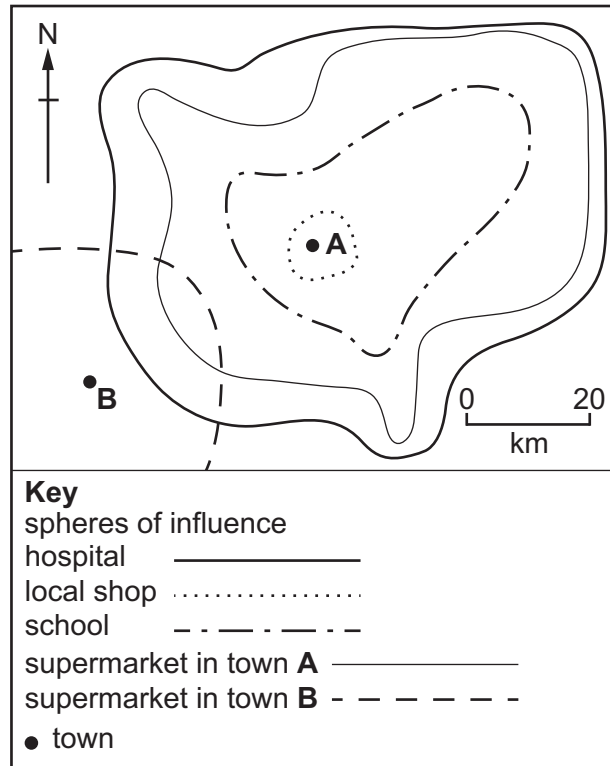 N
A
B
0 20
km
Key
spheres of influence
hospital
local shop
school
supermarket in town A
supermarket in town B
town